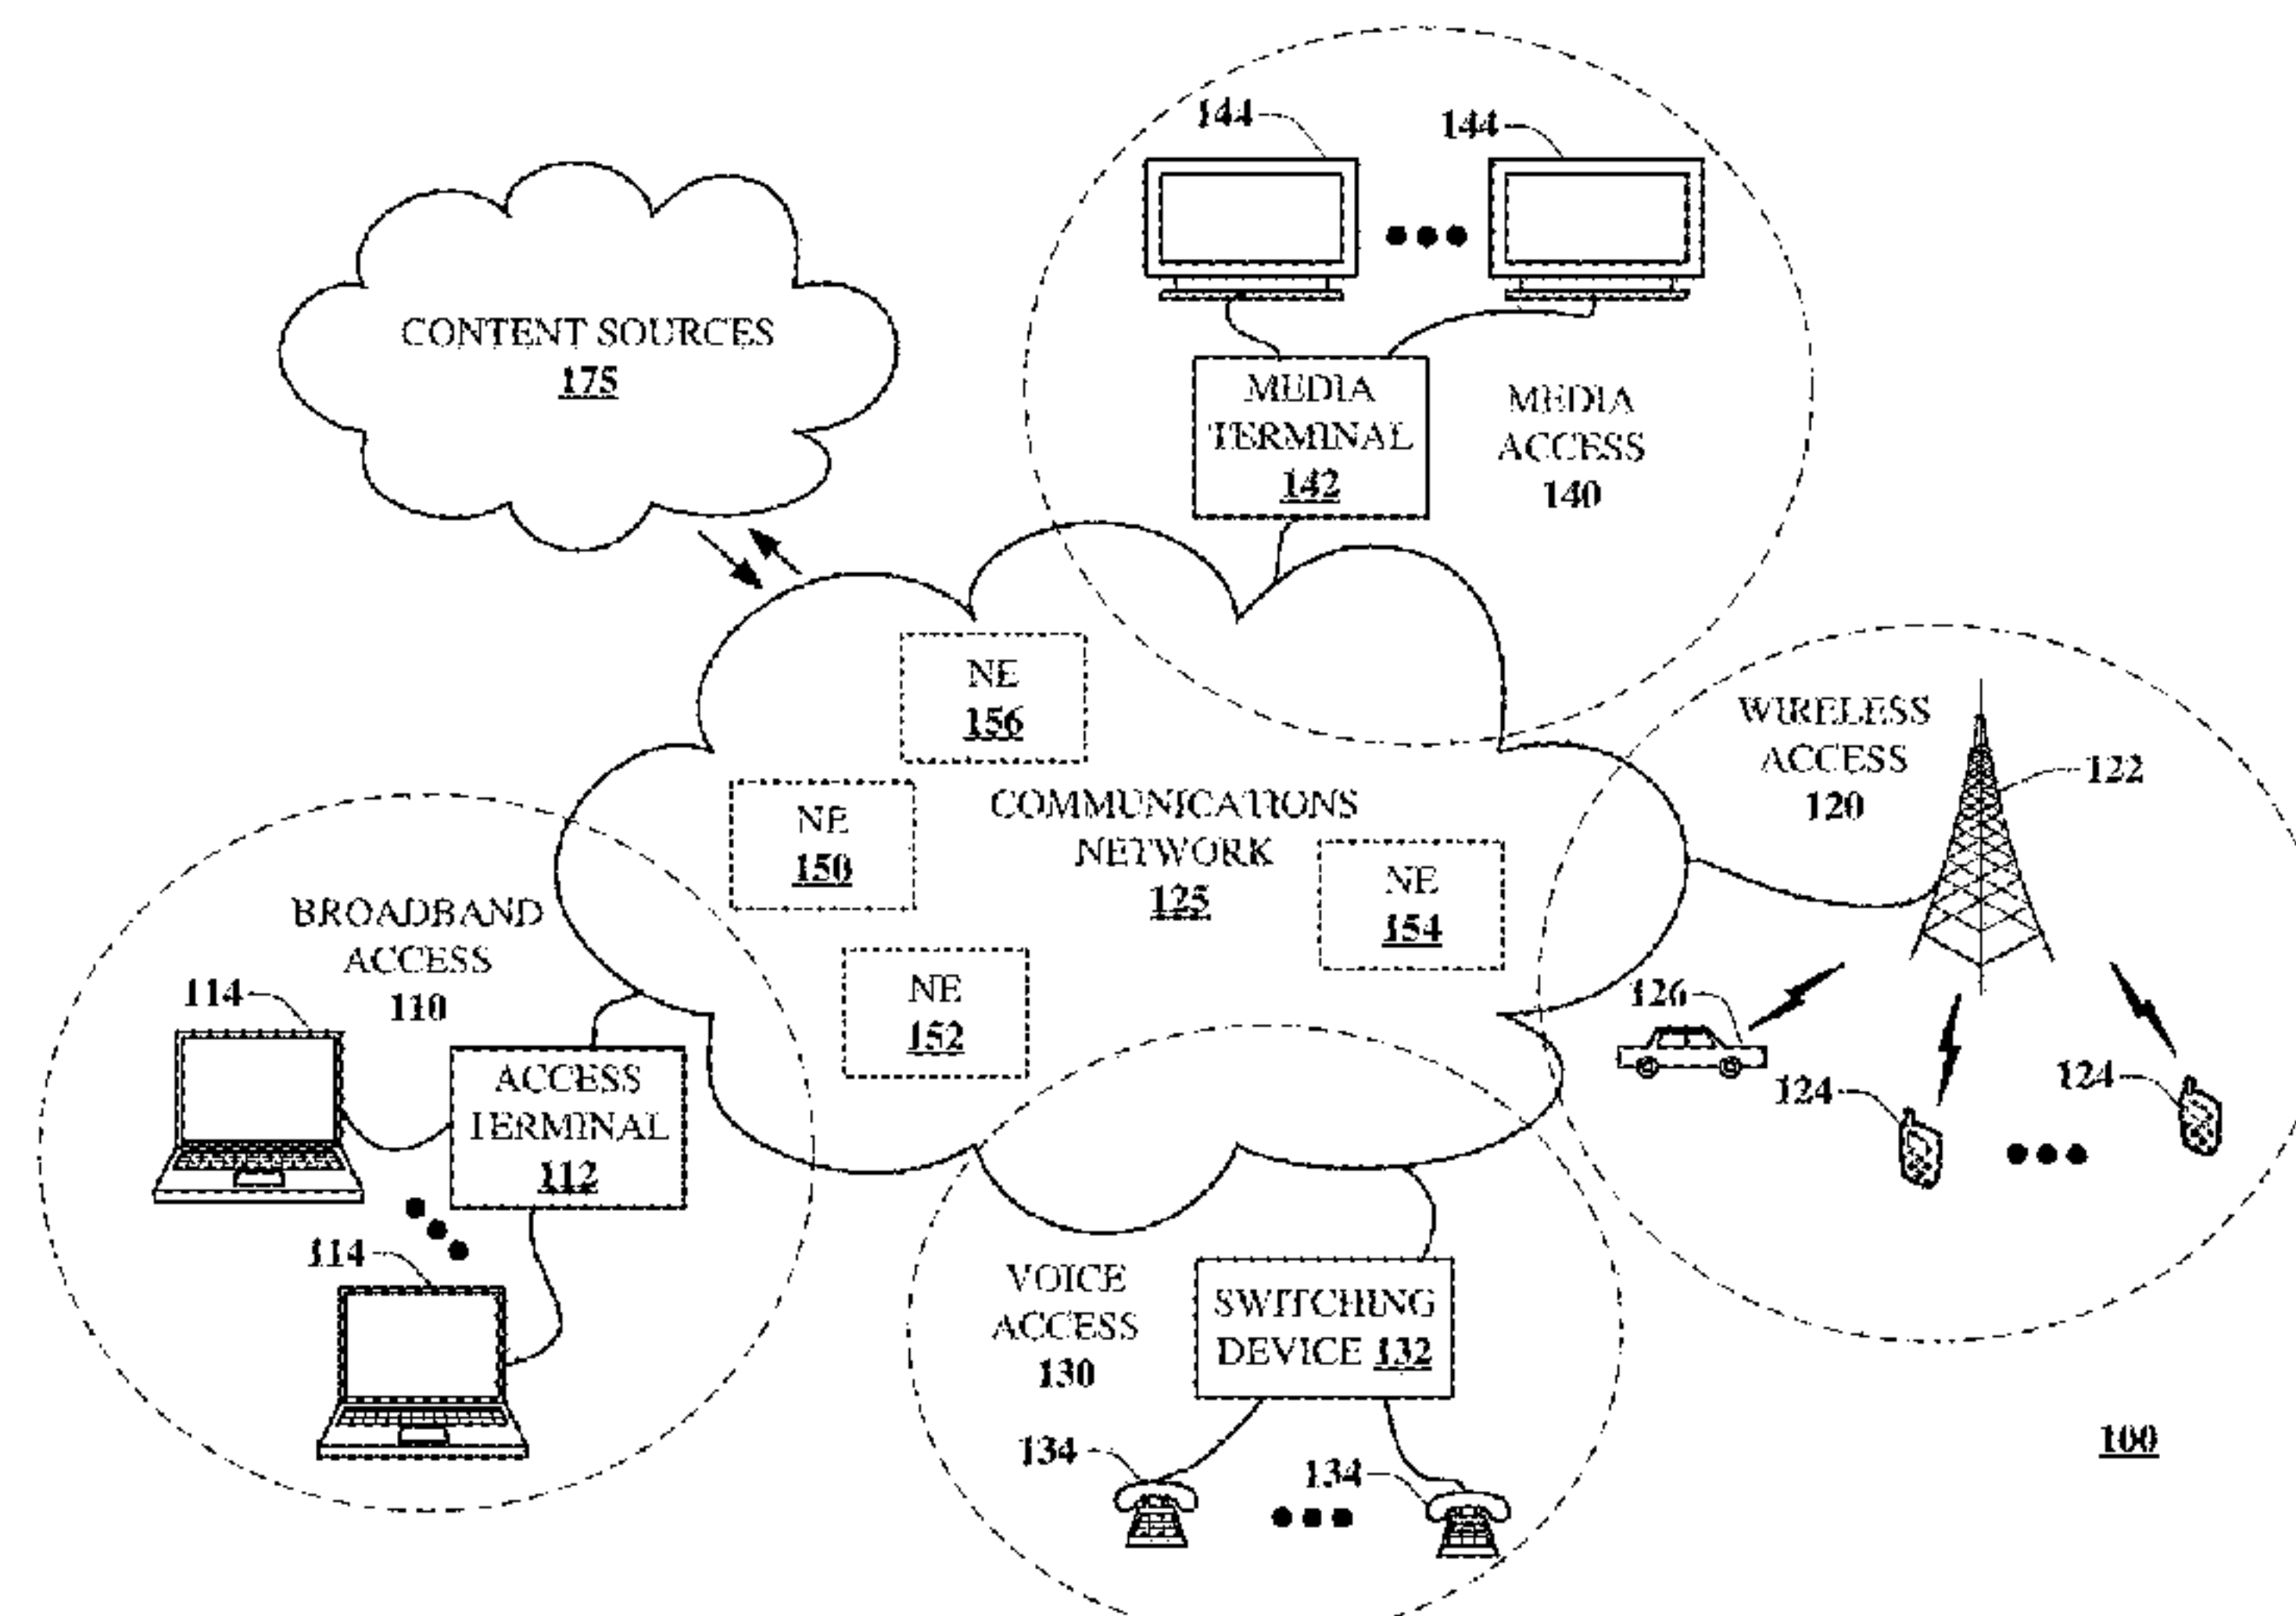 144
144
CONTENT SOURCES
175
MEDIA
TERMINAL
142
MEDIA
ACCESS
140
NE
156
WIRELESS
ACCESS
120
122
NE
150
COMMUNICATIONS
NETWORK
125
NE
154
BROADBAND
ACCESS
110
114
NE
152
126
124
124
ACCESS
TERMINAL
112
114
VOICE
ACCESS
130
SWITCHING
DEVICE 132
134
134
100